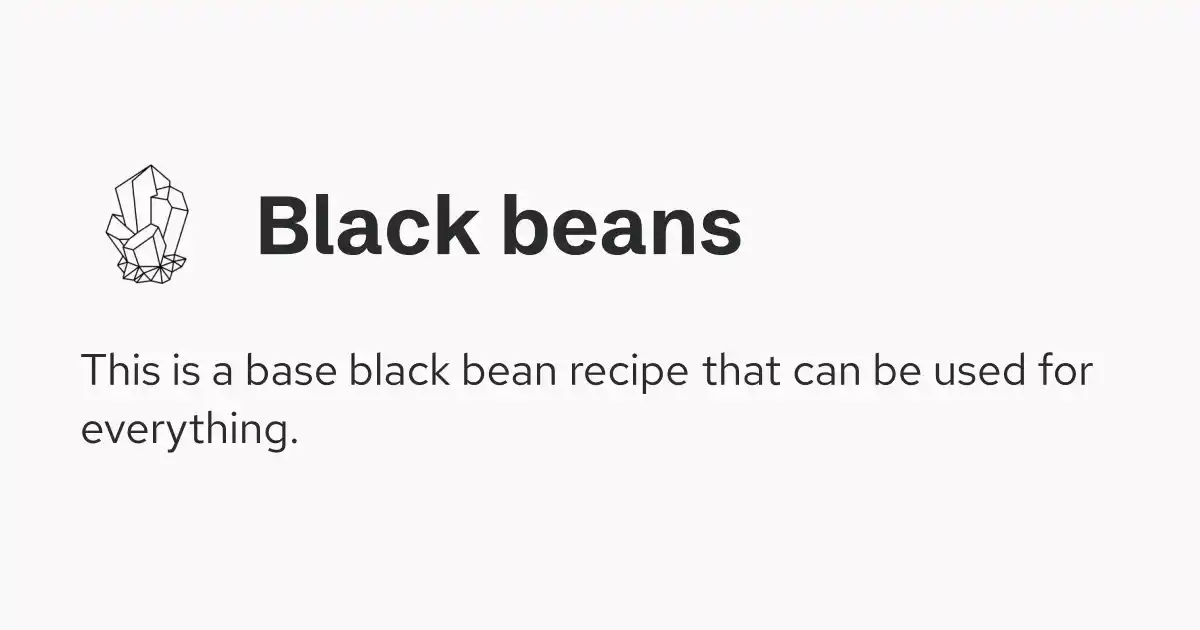 Black beans
This is a base black bean recipe that can be used for
everything.